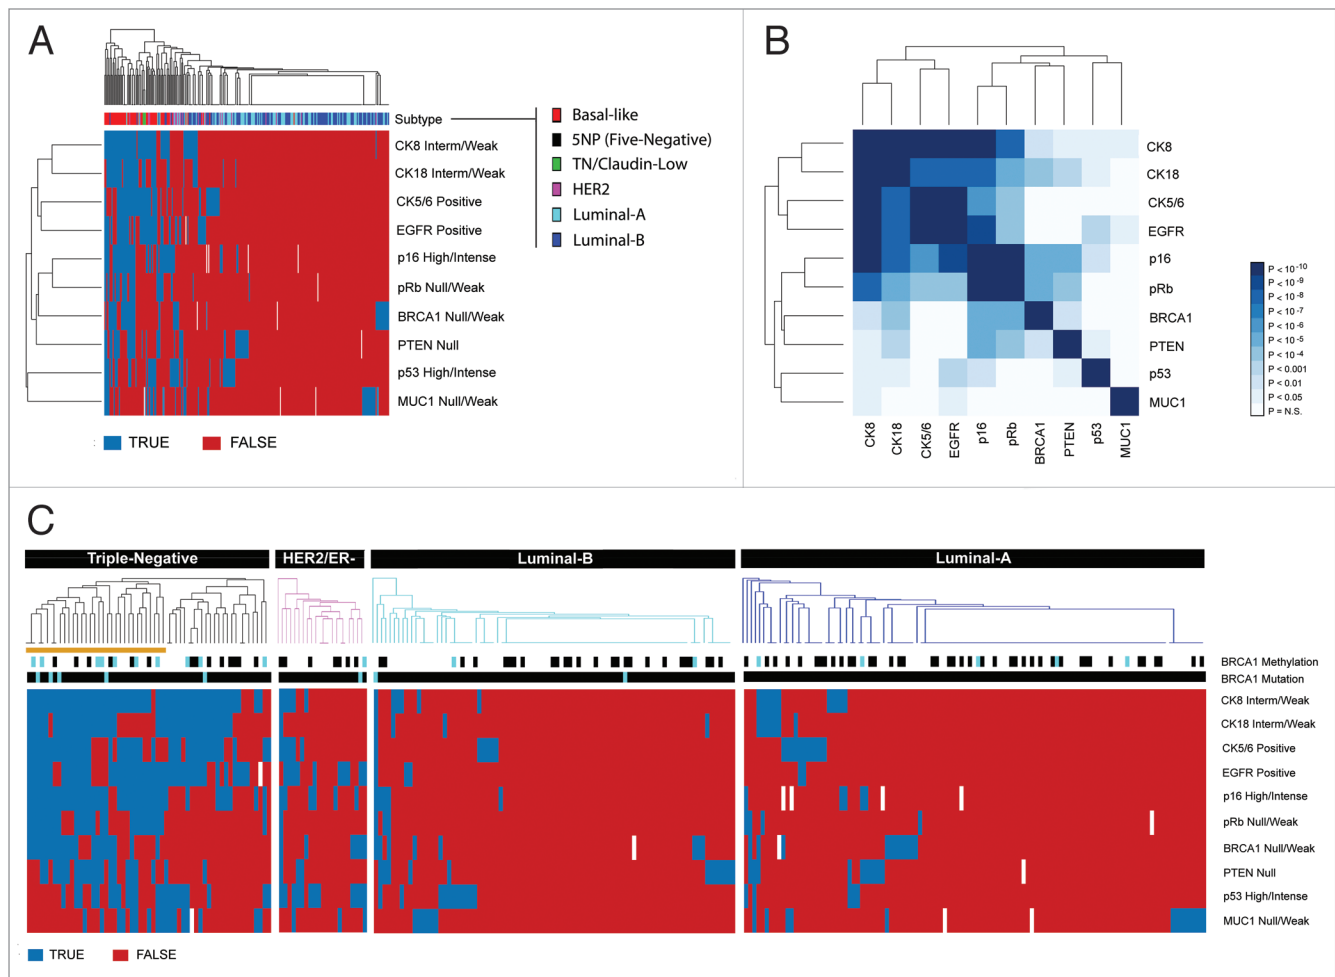 A
Subtype
Basal-like
5NP (Five-Negative)
TN/Claudin-Low
HER2
Luminal-A
Luminal-B
CK8 Interm/Weak
CK18 Interm/Weak
CK5/6 Positive
EGFR Positive
p16 High/Intense
pRb Null/Weak
BRCA1 Null/Weak
PTEN Null
p53 High/Intense
MUC1 Null/Weak
TRUE FALSE
B
CK8
CK18
CK5/6
EGFR
p16
pRb
BRCA1
PTEN
p53
MUC1
CK8 CK18 CK5/6 EGFR p16 pRb BRCA1 PTEN p53 MUC1
P < 10-10
P < 10-9
P < 10-8
P < 10-7
P < 10-6
P < 10-5
P < 10-4
P < 0.001
P < 0.01
P < 0.05
P = N.S.
C
Triple-Negative HER2/ER- Luminal-B Luminal-A
BRCA1 Methylation
BRCA1 Mutation
CK8 Interm/Weak
CK18 Interm/Weak
CK5/6 Positive
EGFR Positive
p16 High/Intense
pRb Null/Weak
BRCA1 Null/Weak
PTEN Null
p53 High/Intense
MUC1 Null/Weak
TRUE FALSE